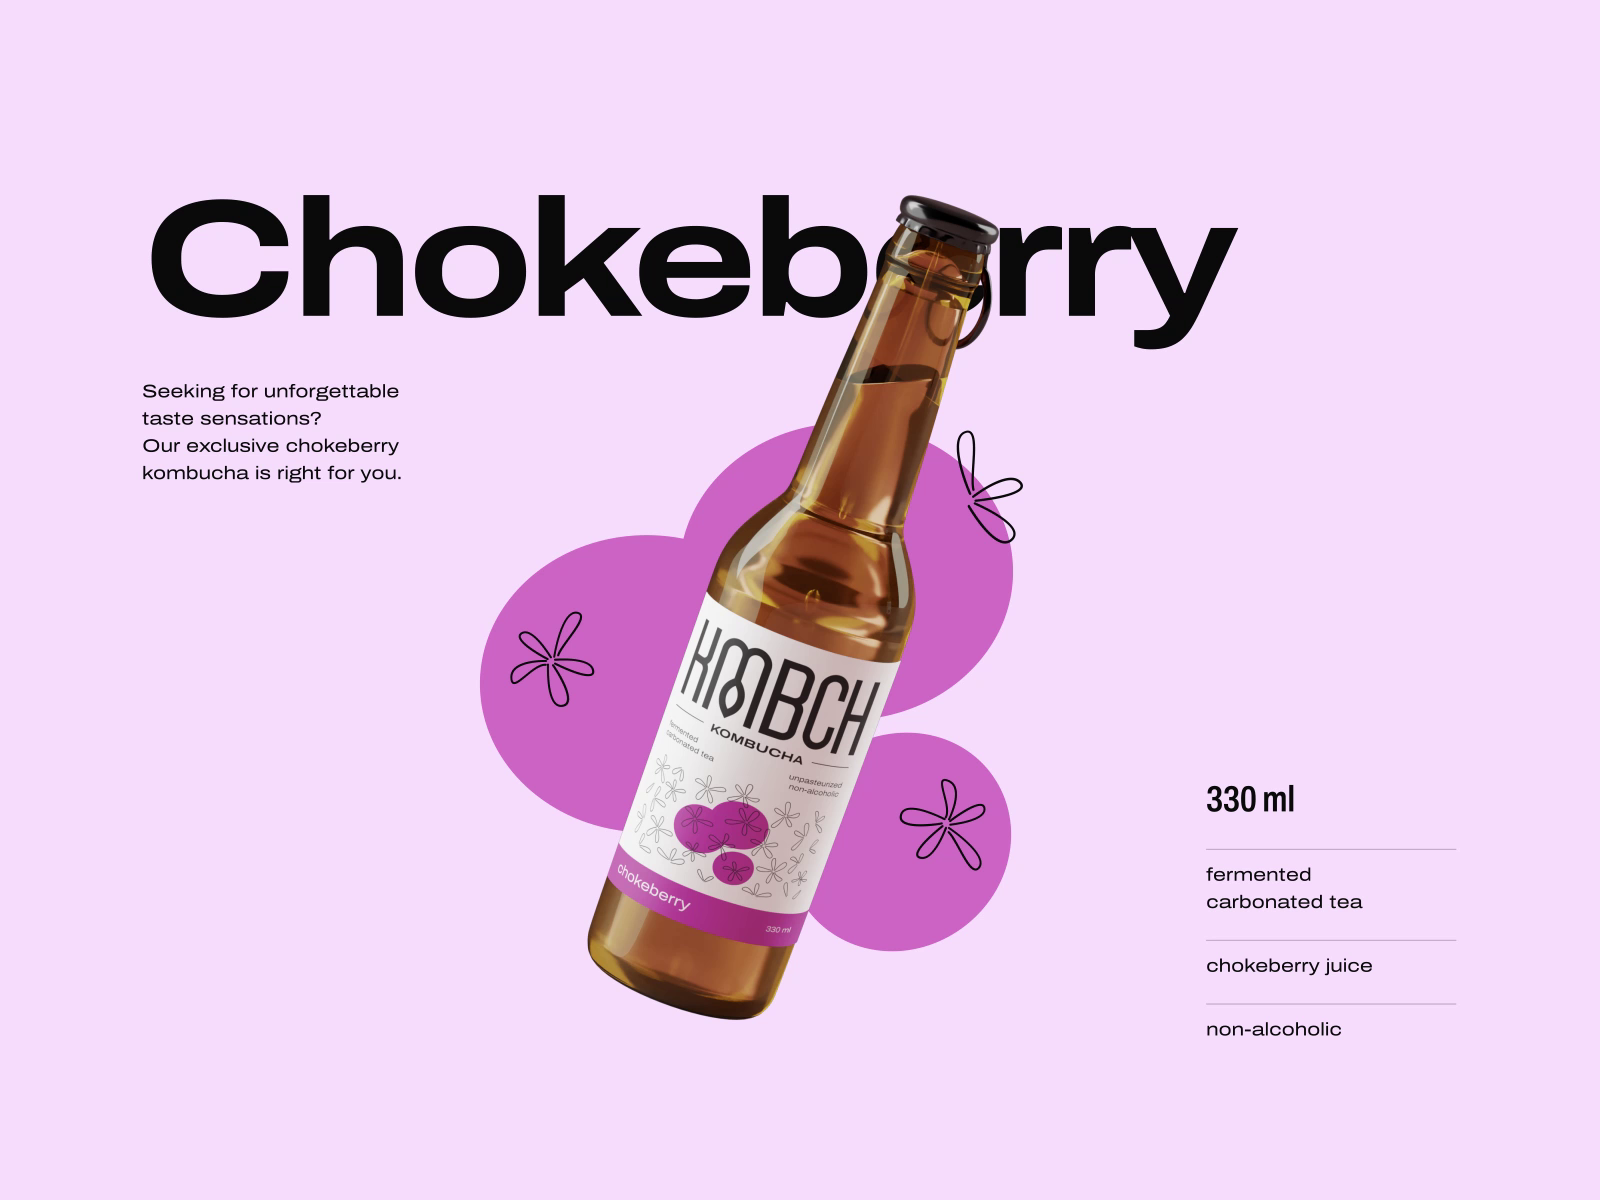 Chokeberry
Seeking for unforgettable
taste sensations?
Our exclusive chokeberry
kombucha is right for you.
KMBCH
KOMBUCHA
fermented
carbonated tea
unpasteurized
non-alcoholic
chokeberry
330 ml
330 ml
fermented
carbonated tea
chokeberry juice
non-alcoholic